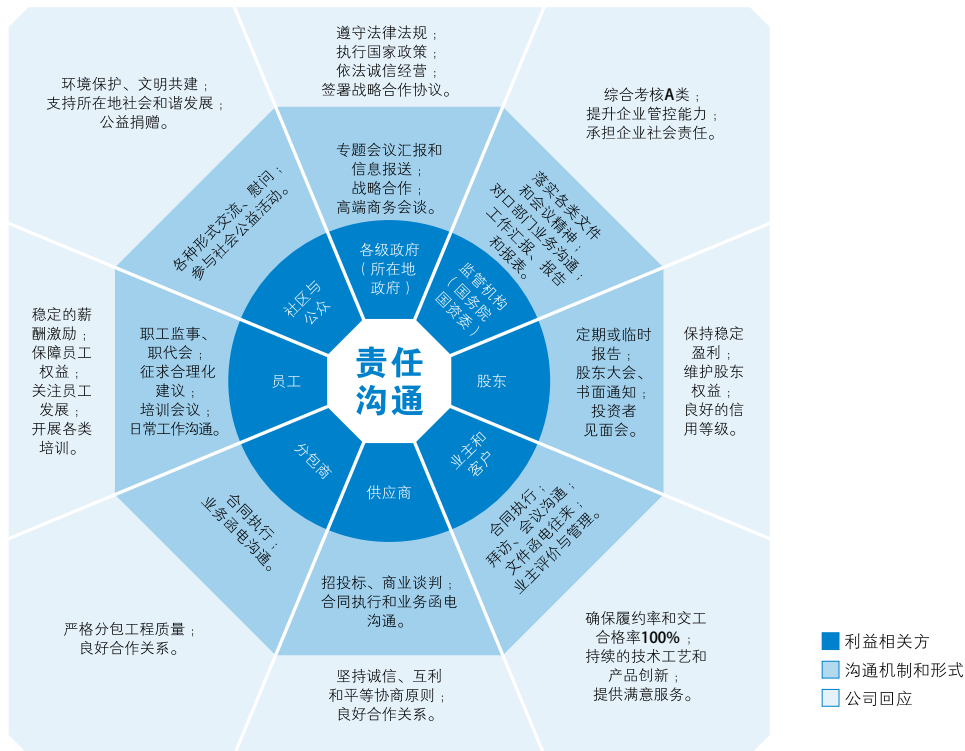 遵守法律法规；
执行国家政策；
依法诚信经营；
签署战略合作协议。
专题会议汇报和
信息报送；
战略合作；
高端商务会谈。
各级政府
（所在地
政府）
综合考核A类；
提升企业管控能力；
承担企业社会责任。
落实各类文件
和会议精神；
对口部门业务沟通；
工作汇报、报告
和报表。
监管机构
（国务院
国资委）
保持稳定
盈利；
维护股东
权益；
良好的信
用等级。
定期或临时
报告；
股东大会、
书面通知；
投资者
见面会。
股东
确保履约率和交工
合格率100%；
持续的技术工艺和
产品创新；
提供满意服务。
合同执行；
拜访、会议沟通；
文件函电往来；
业主评价与管理。
业主和
客户
坚持诚信、互利
和平等协商原则；
良好合作关系。
招投标、商业谈判；
合同执行和业务函电
沟通。
供应商
严格分包工程质量；
良好合作关系。
合同执行；
业务函电沟通。
分包商
稳定的薪
酬激励；
保障员工
权益；
关注员工
发展；
开展各类
培训。
职工监事、
职代会；
征求合理化
建议；
培训会议；
日常工作沟通。
员工
环境保护、文明共建；
支持所在地社会和谐发展；
公益捐赠。
各种形式交流、慰问；
参与社会公益活动。
社区与
公众
责任
沟通
利益相关方
沟通机制和形式
公司回应